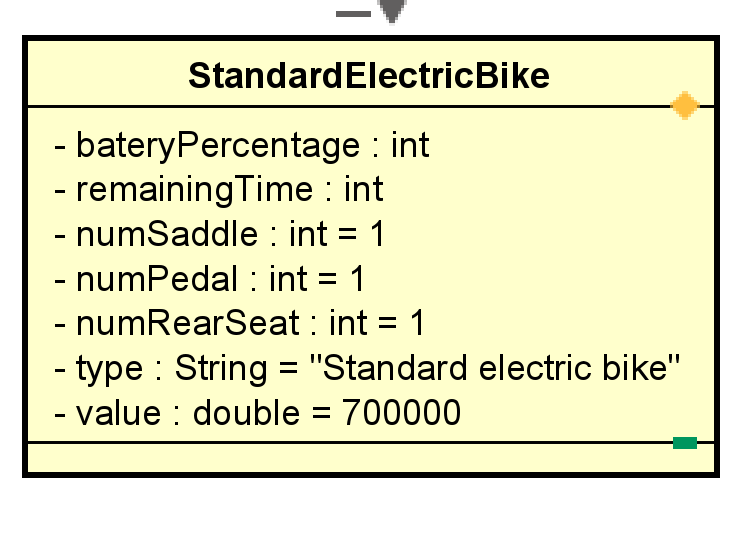 StandardElectricBike
- bateryPercentage : int
- remainingTime : int
- numSaddle : int = 1
- numPedal : int = 1
- numRearSeat : int = 1
- type : String = "Standard electric bike"
- value : double = 700000